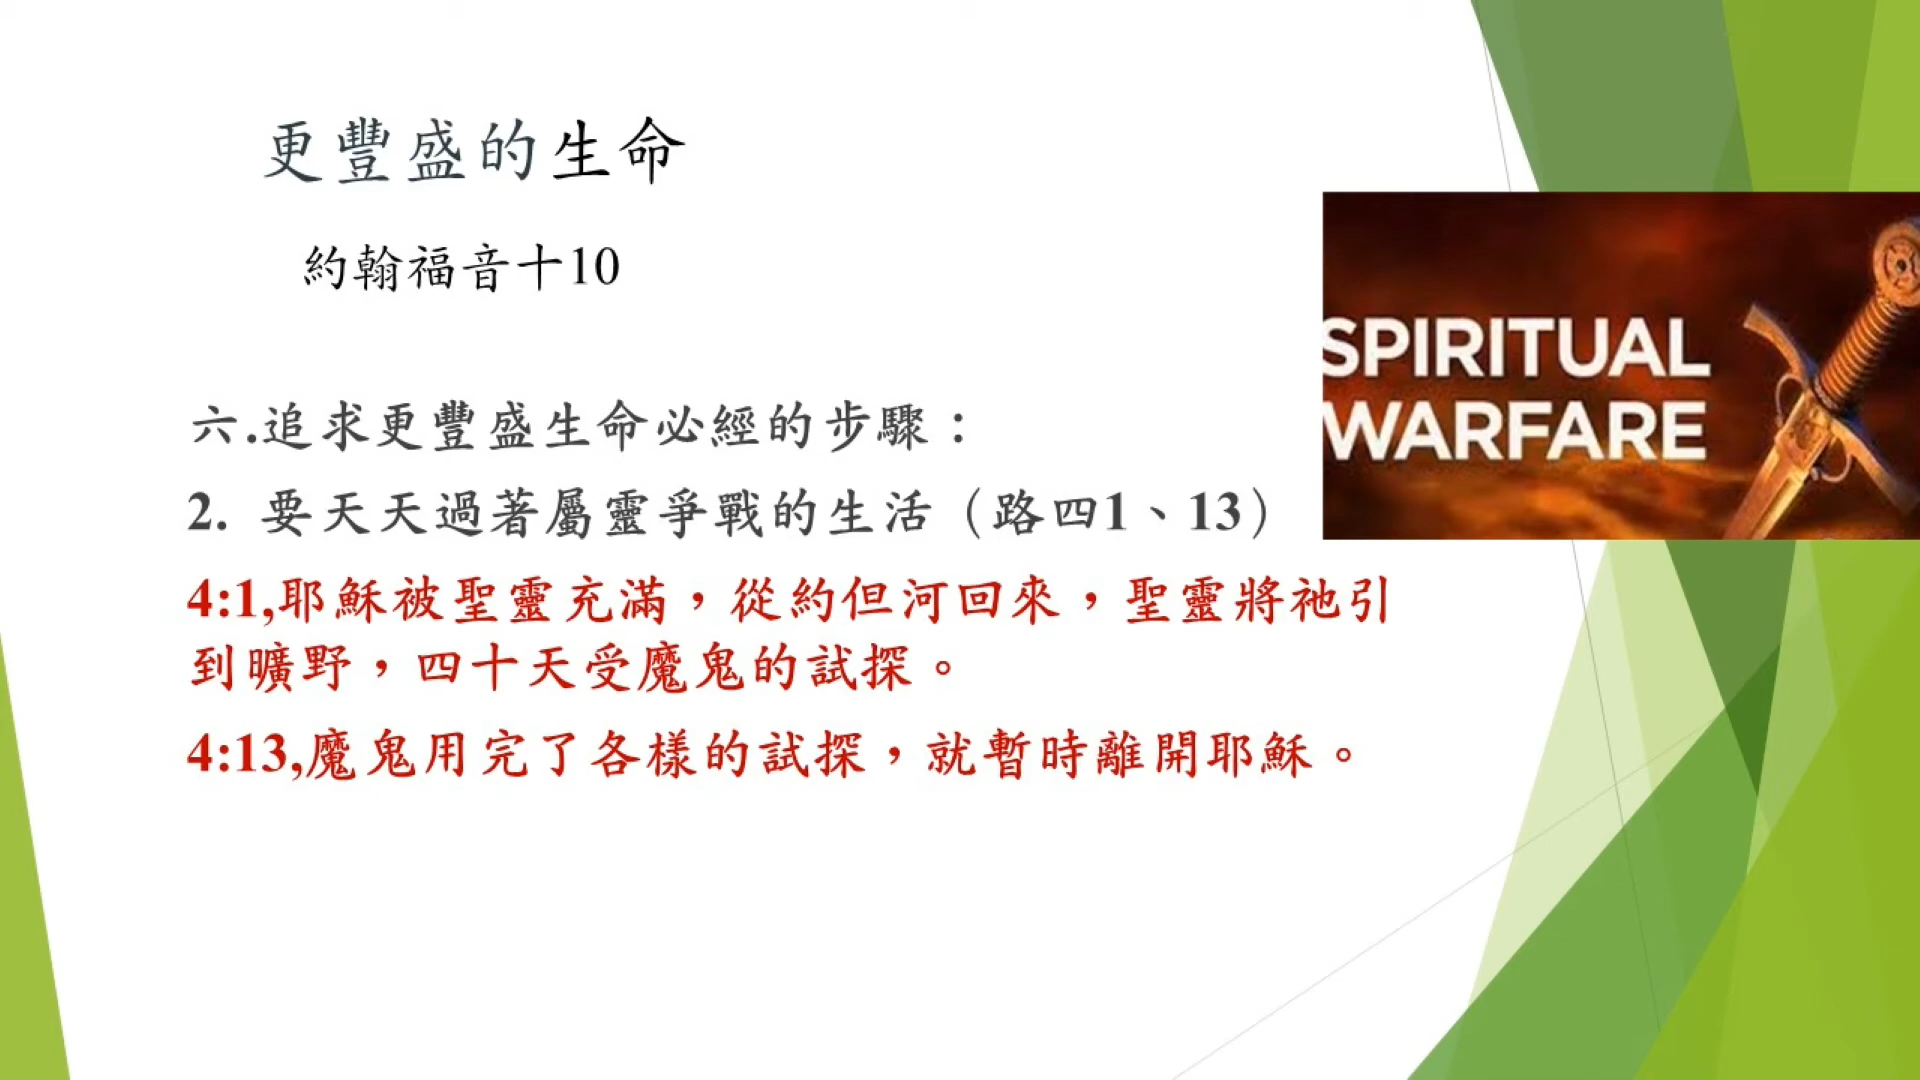 更豐盛的生命
約翰福音十10
SPIRITUAL
WARFARE
六.追求更豐盛生命必經的步驟：
2. 要天天過著屬靈爭戰的生活（路四1、13）
4:1,耶穌被聖靈充滿，從約但河回來，聖靈將祂引
到曠野，四十天受魔鬼的試探。
4:13,魔鬼用完了各樣的試探，就暫時離開耶穌。